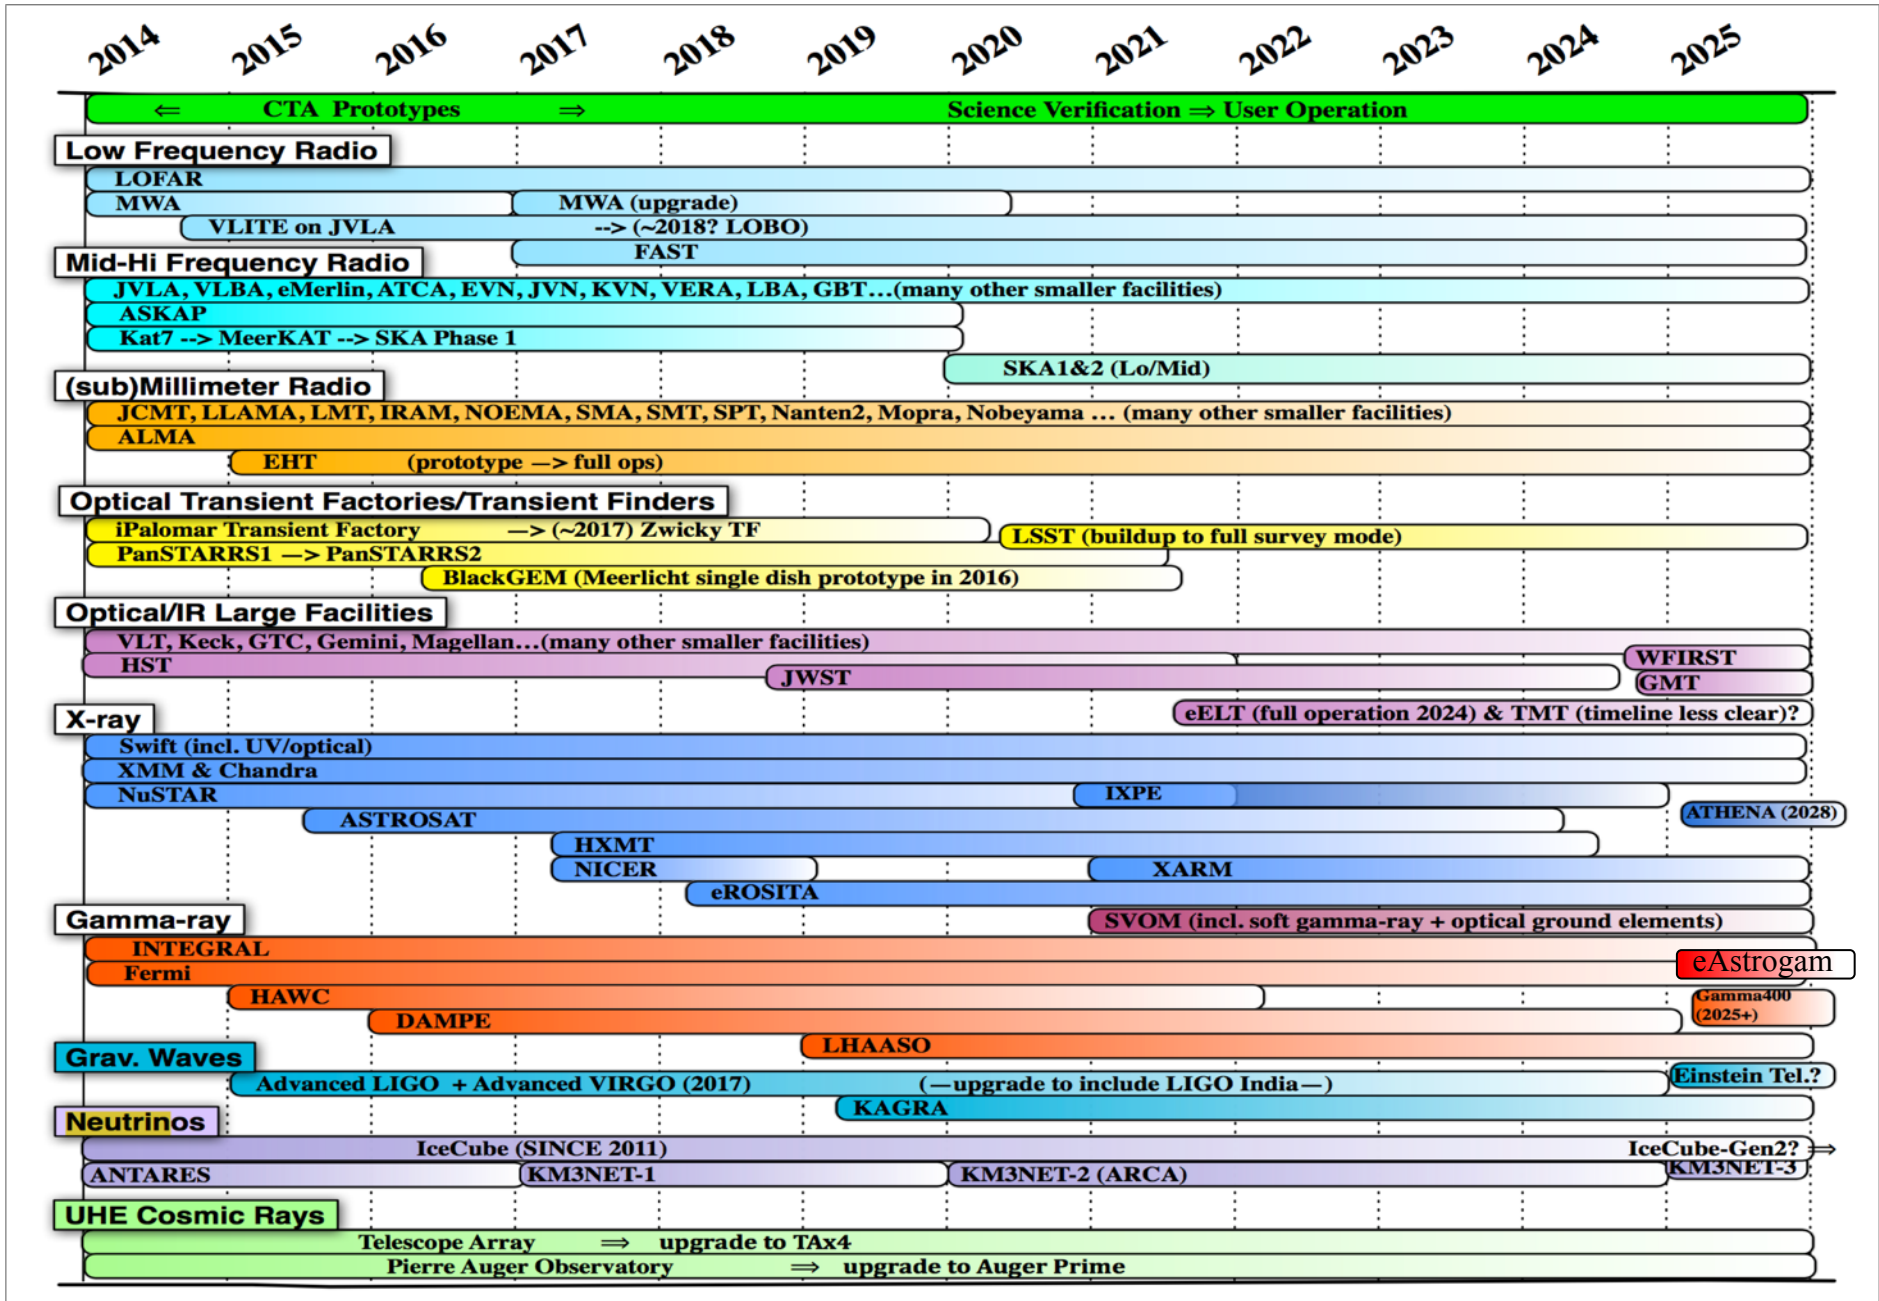 2014 2015 2016 2017 2018 2019 2020 2021 2022 2023 2024 2025
⇐ CTA Prototypes ⇒ Science Verification ⇒ User Operation
Low Frequency Radio
LOFAR
MWA MWA (upgrade)
VLITE on JVLA --> (~2018? LOBO)
FAST
Mid-Hi Frequency Radio
JVLA, VLBA, eMerlin, ATCA, EVN, JVN, KVN, VERA, LBA, GBT...(many other smaller facilities)
ASKAP
Kat7 --> MeerKAT --> SKA Phase 1
SKA1&2 (Lo/Mid)
(sub)Millimeter Radio
JCMT, LLAMA, LMT, IRAM, NOEMA, SMA, SMT, SPT, Nanten2, Mopra, Nobeyama ... (many other smaller facilities)
ALMA
EHT (prototype —> full ops)
Optical Transient Factories/Transient Finders
iPalomar Transient Factory —> (~2017) Zwicky TF
LSST (buildup to full survey mode)
PanSTARRS1 —> PanSTARRS2
BlackGEM (Meerlicht single dish prototype in 2016)
Optical/IR Large Facilities
VLT, Keck, GTC, Gemini, Magellan...(many other smaller facilities)
HST
WFIRST
JWST
GMT
eELT (full operation 2024) & TMT (timeline less clear)?
X-ray
Swift (incl. UV/optical)
XMM & Chandra
NuSTAR IXPE
ATHENA (2028)
ASTROSAT
HXMT
NICER XARM
eROSITA
Gamma-ray
SVOM (incl. soft gamma-ray + optical ground elements)
INTEGRAL
eAstrogam
Fermi
HAWC
Gamma400
(2025+)
DAMPE
LHAASO
Grav. Waves
Advanced LIGO + Advanced VIRGO (2017) (—upgrade to include LIGO India—)
Einstein Tel.?
KAGRA
Neutrinos
IceCube (SINCE 2011) IceCube-Gen2? ⇒
ANTARES KM3NET-1 KM3NET-2 (ARCA) KM3NET-3
UHE Cosmic Rays
Telescope Array ⇒ upgrade to TAx4
Pierre Auger Observatory ⇒ upgrade to Auger Prime